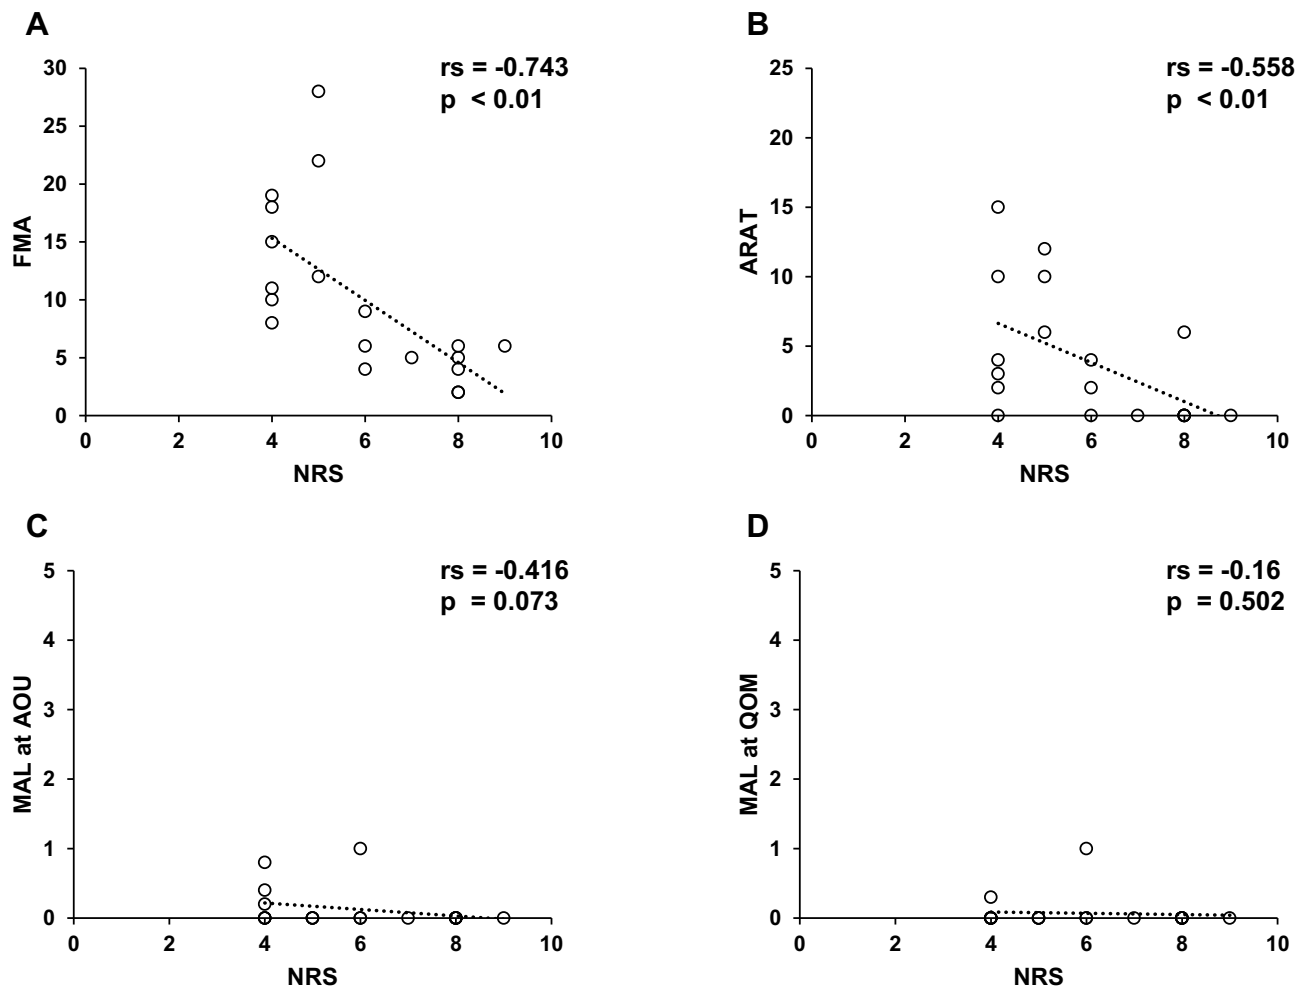 A
rs = -0.743
p < 0.01
30
25
20
15
10
5
0
FMA
0 2 4 6 8 10
NRS
B
rs = -0.558
p < 0.01
25
20
15
10
5
0
ARAT
0 2 4 6 8 10
NRS
C
rs = -0.416
p = 0.073
5
4
3
2
1
0
MAL at AOU
0 2 4 6 8 10
NRS
D
rs = -0.16
p = 0.502
5
4
3
2
1
0
MAL at QOM
0 2 4 6 8 10
NRS